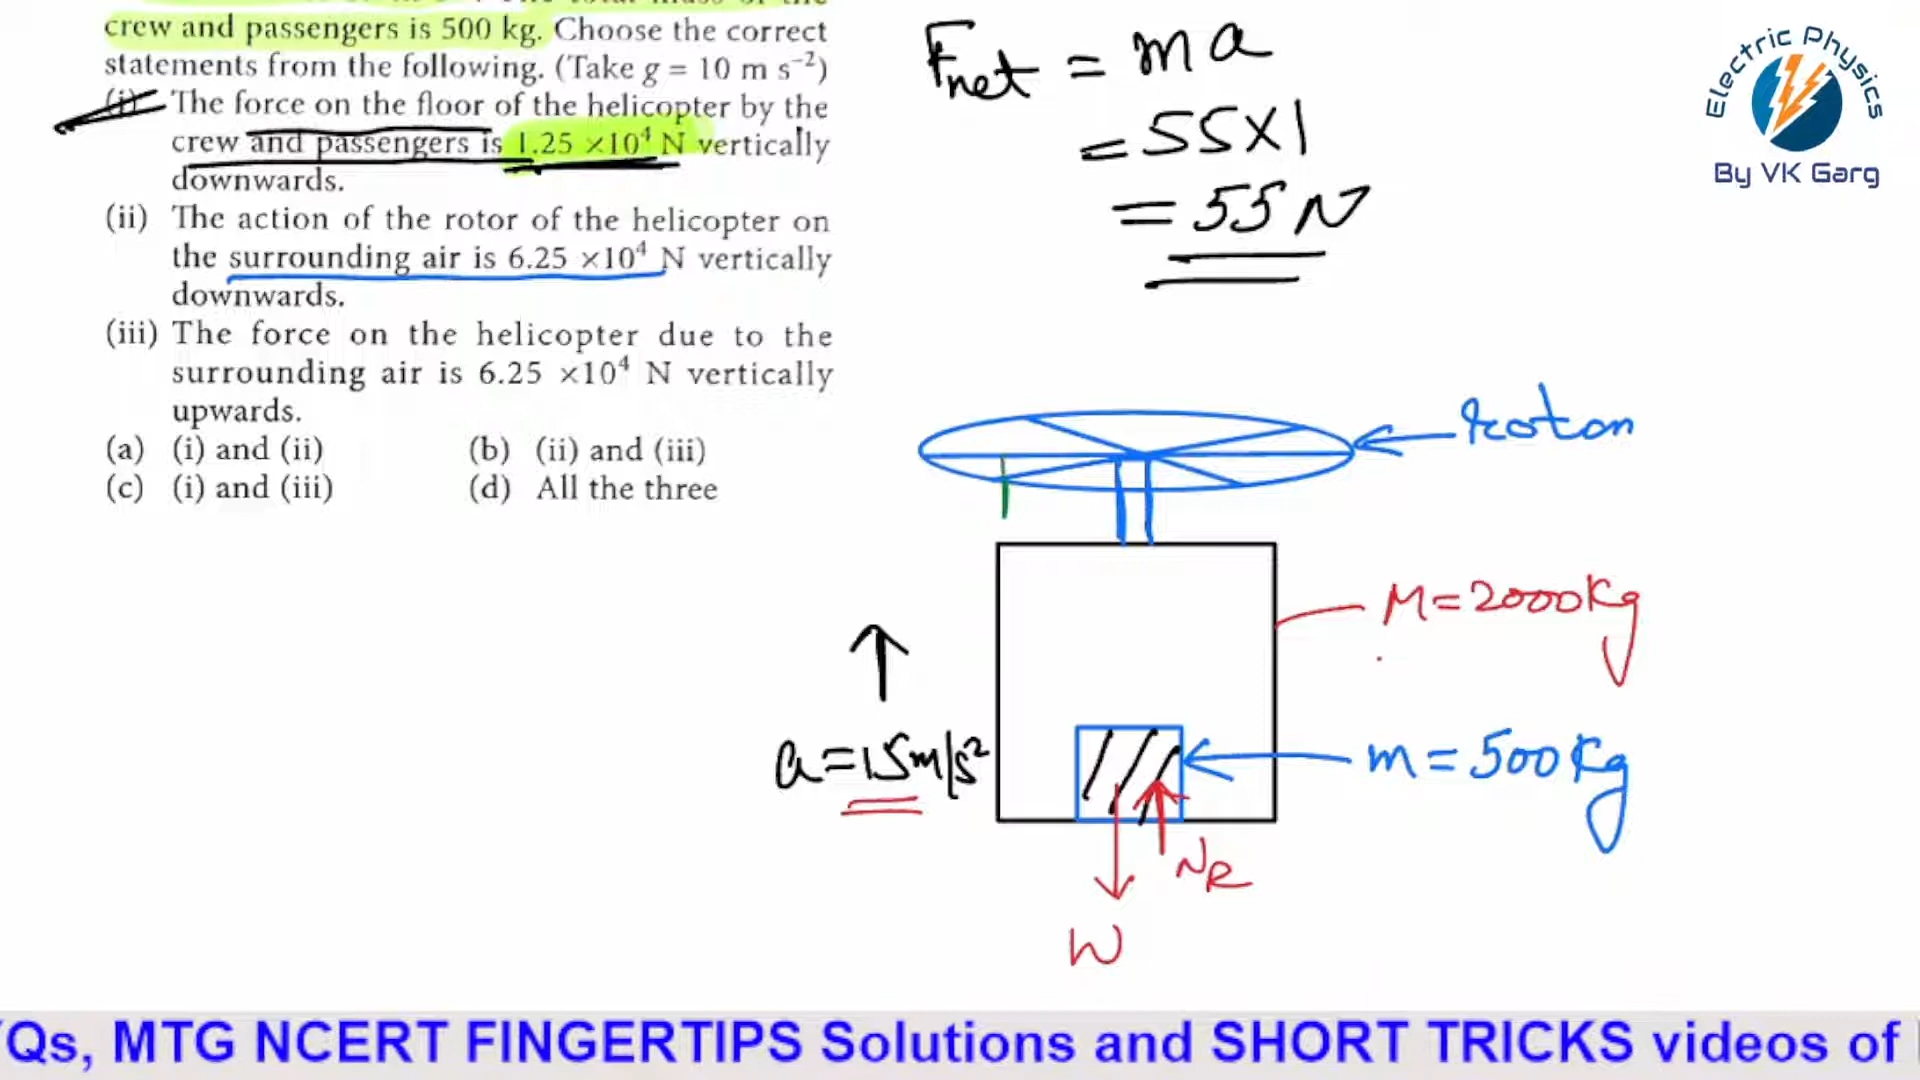 crew and passengers is 500 kg. Choose the correct
statements from the following. (Take g = 10 m s⁻²)
(i) The force on the floor of the helicopter by the
crew and passengers is 1.25 ×10⁴ N vertically
downwards.
(ii) The action of the rotor of the helicopter on
the surrounding air is 6.25 ×10⁴ N vertically
downwards.
(iii) The force on the helicopter due to the
surrounding air is 6.25 ×10⁴ N vertically
upwards.
(a) (i) and (ii) (b) (ii) and (iii)
(c) (i) and (iii) (d) All the three
Fnet = ma
= 55×1
= 55 N
Electric Physics
By VK Garg
rotor
M = 2000 Kg
a = 15 m/s²
m = 500 Kg
NR
W
Qs, MTG NCERT FINGERTIPS Solutions and SHORT TRICKS videos of